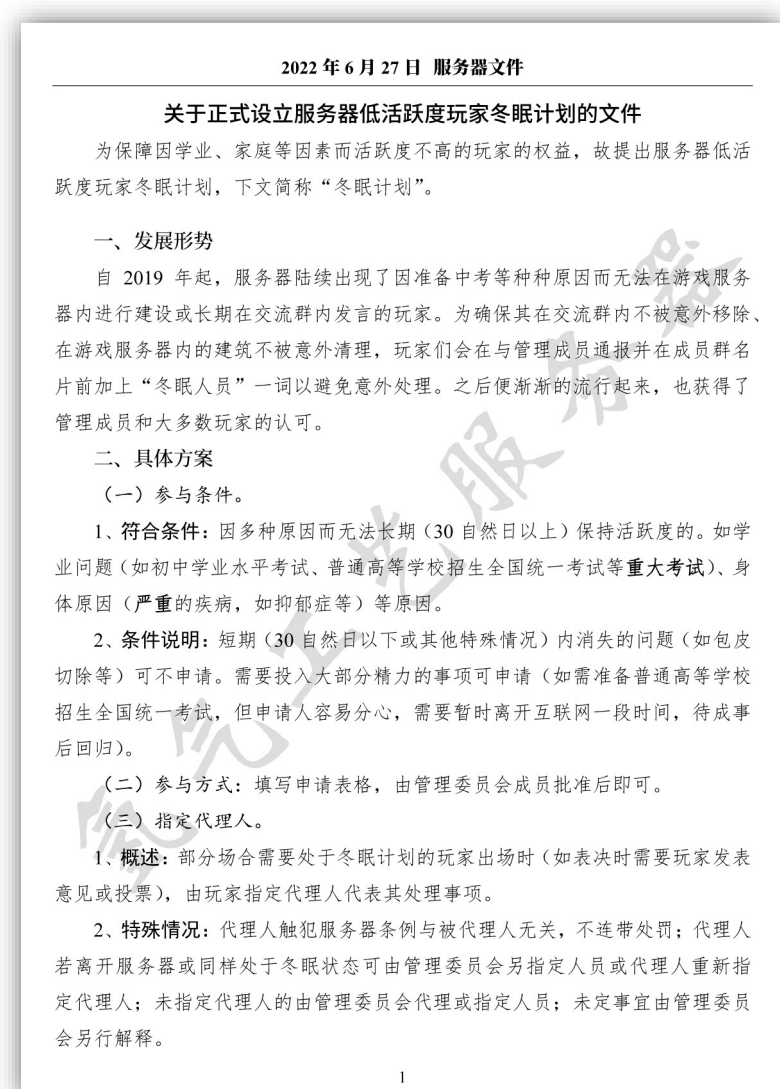 2022 年 6 月 27 日 服务器文件
关于正式设立服务器低活跃度玩家冬眠计划的文件
为保障因学业、家庭等因素而活跃度不高的玩家的权益，故提出服务器低活
跃度玩家冬眠计划，下文简称“冬眠计划”。
一、发展形势
自 2019 年起，服务器陆续出现了因准备中考等种种原因而无法在游戏服务
器内进行建设或长期在交流群内发言的玩家。为确保其在交流群内不被意外移除、
在游戏服务器内的建筑不被意外清理，玩家们会在与管理成员通报并在成员群名
片前加上“冬眠人员”一词以避免意外处理。之后便渐渐的流行起来，也获得了
管理成员和大多数玩家的认可。
二、具体方案
（一）参与条件。
1、符合条件：因多种原因而无法长期（30 自然日以上）保持活跃度的。如学
业问题（如初中学业水平考试、普通高等学校招生全国统一考试等重大考试）、身
体原因（严重的疾病，如抑郁症等）等原因。
2、条件说明：短期（30 自然日以下或其他特殊情况）内消失的问题（如包皮
切除等）可不申请。需要投入大部分精力的事项可申请（如需准备普通高等学校
招生全国统一考试，但申请人容易分心，需要暂时离开互联网一段时间，待成事
后回归）。
（二）参与方式：填写申请表格，由管理委员会成员批准后即可。
（三）指定代理人。
1、概述：部分场合需要处于冬眠计划的玩家出场时（如表决时需要玩家发表
意见或投票），由玩家指定代理人代表其处理事项。
2、特殊情况：代理人触犯服务器条例与被代理人无关，不连带处罚；代理人
若离开服务器或同样处于冬眠状态可由管理委员会另指定人员或代理人重新指
定代理人；未指定代理人的由管理委员会代理或指定人员；未定事宜由管理委员
会另行解释。
1
氢气工艺服务器